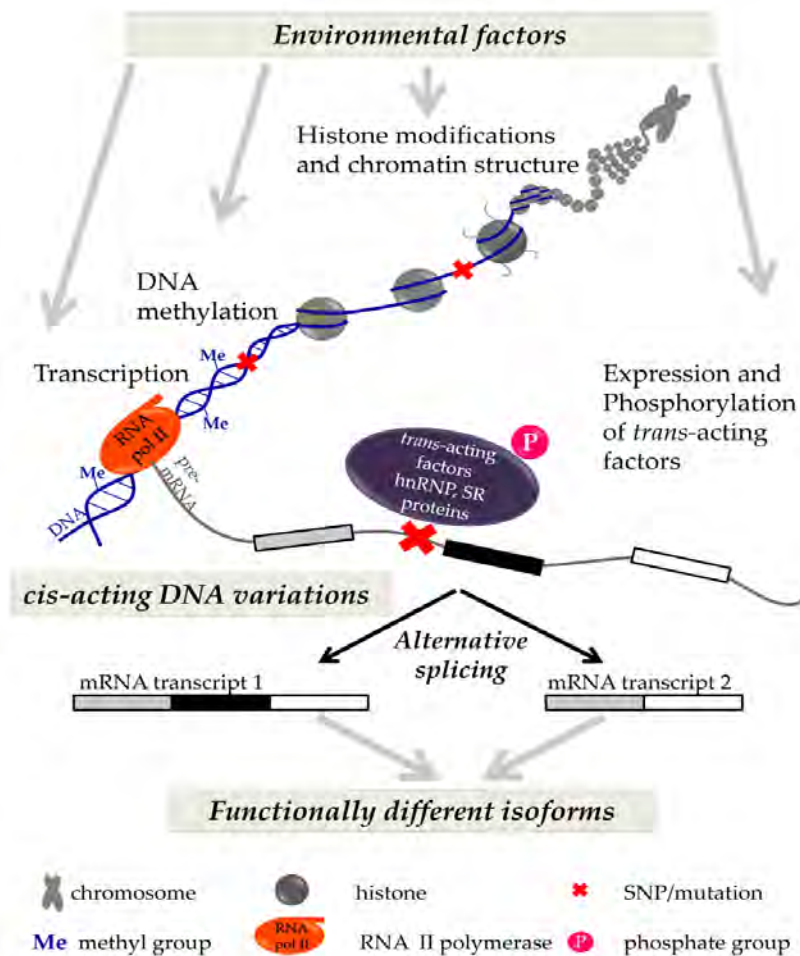 Environmental factors
Histone modifications
and chromatin structure
DNA
methylation
Me
Transcription
Me
RNA
pol II
Me
DNA
pre-
mRNA
Expression and
Phosphorylation
of trans-acting
factors
P
trans-acting
factors
hnRNP, SR
proteins
cis-acting DNA variations
Alternative
splicing
mRNA transcript 1
mRNA transcript 2
Functionally different isoforms
chromosome
histone
SNP/mutation
Me methyl group
RNA
pol II
RNA II polymerase
P phosphate group